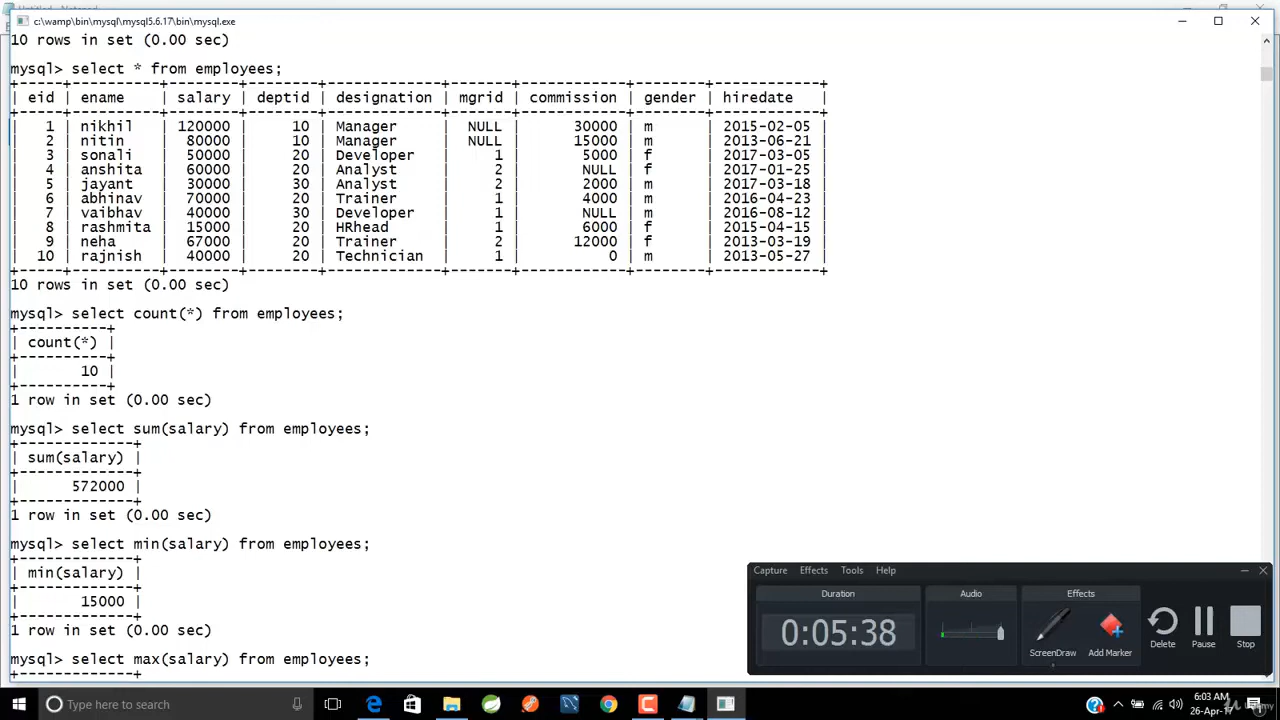 Untitled - Notepad
c:\wamp\bin\mysql\mysql5.6.17\bin\mysql.exe
10 rows in set (0.00 sec)
mysql> select * from employees;
+------+----------+--------+--------+-------------+-------+------------+--------+------------+
| eid | ename | salary | deptid | designation | mgrid | commission | gender | hiredate |
+------+----------+--------+--------+-------------+-------+------------+--------+------------+
| 1 | nikhil | 120000 | 10 | Manager | NULL | 30000 | m | 2015-02-05 |
| 2 | nitin | 80000 | 10 | Manager | NULL | 15000 | m | 2013-06-21 |
| 3 | sonali | 50000 | 20 | Developer | 1 | 5000 | f | 2017-03-05 |
| 4 | anshita | 60000 | 20 | Analyst | 2 | NULL | f | 2017-01-25 |
| 5 | jayant | 30000 | 30 | Analyst | 2 | 2000 | m | 2017-03-18 |
| 6 | abhinav | 70000 | 20 | Trainer | 1 | 4000 | m | 2016-04-23 |
| 7 | vaibhav | 40000 | 30 | Developer | 1 | NULL | m | 2016-08-12 |
| 8 | rashmita | 15000 | 20 | HRhead | 1 | 6000 | f | 2015-04-15 |
| 9 | neha | 67000 | 20 | Trainer | 2 | 12000 | f | 2013-03-19 |
| 10 | rajnish | 40000 | 20 | Technician | 1 | 0 | m | 2013-05-27 |
+------+----------+--------+--------+-------------+-------+------------+--------+------------+
10 rows in set (0.00 sec)
mysql> select count(*) from employees;
+----------+
| count(*) |
+----------+
| 10 |
+----------+
1 row in set (0.00 sec)
mysql> select sum(salary) from employees;
+-------------+
| sum(salary) |
+-------------+
| 572000 |
+-------------+
1 row in set (0.00 sec)
mysql> select min(salary) from employees;
+-------------+
| min(salary) |
+-------------+
| 15000 |
+-------------+
1 row in set (0.00 sec)
mysql> select max(salary) from employees;
+-------------+
Capture Effects Tools Help
Duration Audio Effects
0:05:38
ScreenDraw Add Marker Delete Pause Stop
Type here to search
6:03 AM
26-Apr-17
Udemy